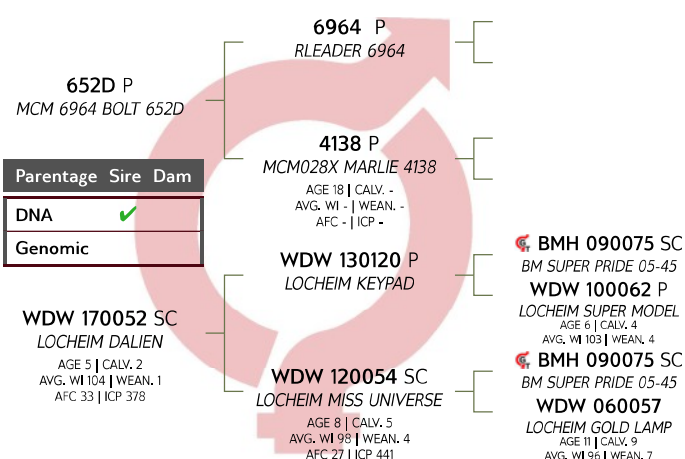 6964 P
RLEADER 6964
652D P
MCM 6964 BOLT 652D
4138 P
MCM028X MARLIE 4138
AGE 18 | CALV. -
AVG. WI - | WEAN. -
AFC - | ICP -
Parentage Sire Dam
DNA ✔
Genomic
BMH 090075 SC
BM SUPER PRIDE 05-45
WDW 130120 P
LOCHEIM KEYPAD
WDW 100062 P
LOCHEIM SUPER MODEL
AGE 6 | CALV. 4
AVG. WI 103 | WEAN. 4
WDW 170052 SC
LOCHEIM DALIEN
AGE 5 | CALV. 2
AVG. WI 104 | WEAN. 1
AFC 33 | ICP 378
BMH 090075 SC
BM SUPER PRIDE 05-45
WDW 120054 SC
LOCHEIM MISS UNIVERSE
AGE 8 | CALV. 5
AVG. WI 98 | WEAN. 4
AFC 27 | ICP 441
WDW 060057
LOCHEIM GOLD LAMP
AGE 11 | CALV. 9
AVG. WI 96 | WEAN. 7